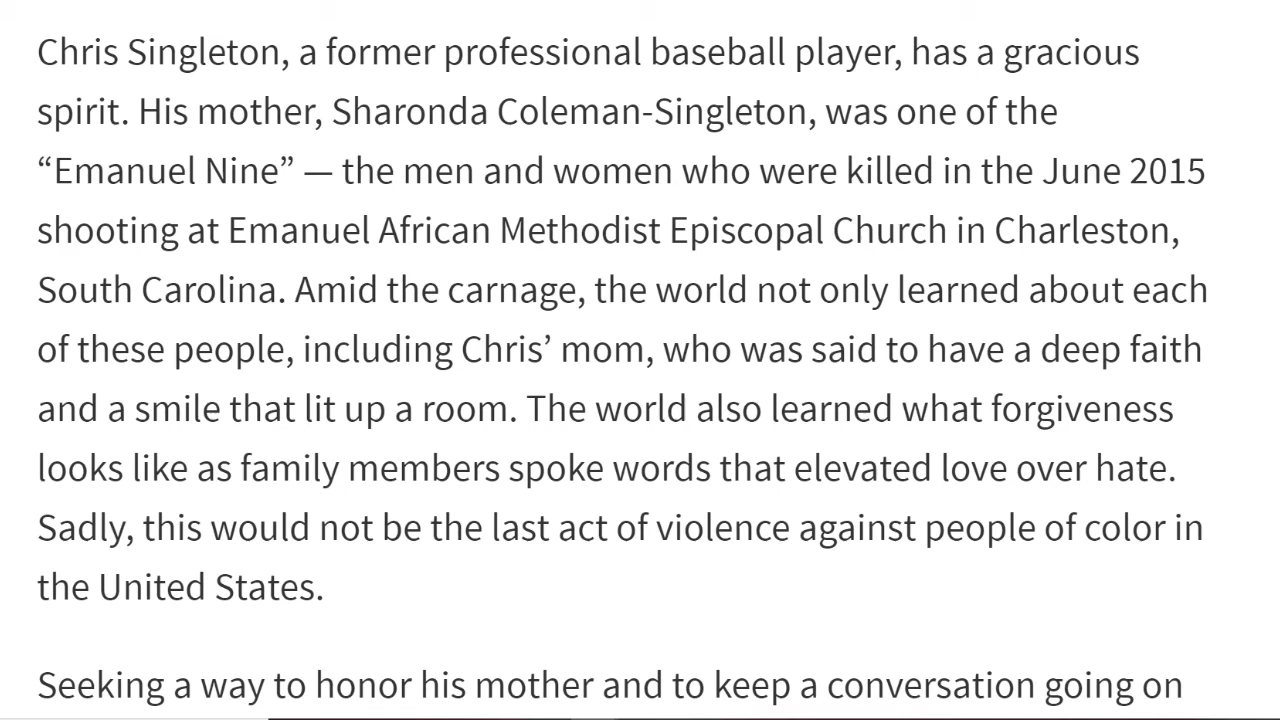 Chris Singleton, a former professional baseball player, has a gracious
spirit. His mother, Sharonda Coleman-Singleton, was one of the
“Emanuel Nine” — the men and women who were killed in the June 2015
shooting at Emanuel African Methodist Episcopal Church in Charleston,
South Carolina. Amid the carnage, the world not only learned about each
of these people, including Chris’ mom, who was said to have a deep faith
and a smile that lit up a room. The world also learned what forgiveness
looks like as family members spoke words that elevated love over hate.
Sadly, this would not be the last act of violence against people of color in
the United States.
Seeking a way to honor his mother and to keep a conversation going on